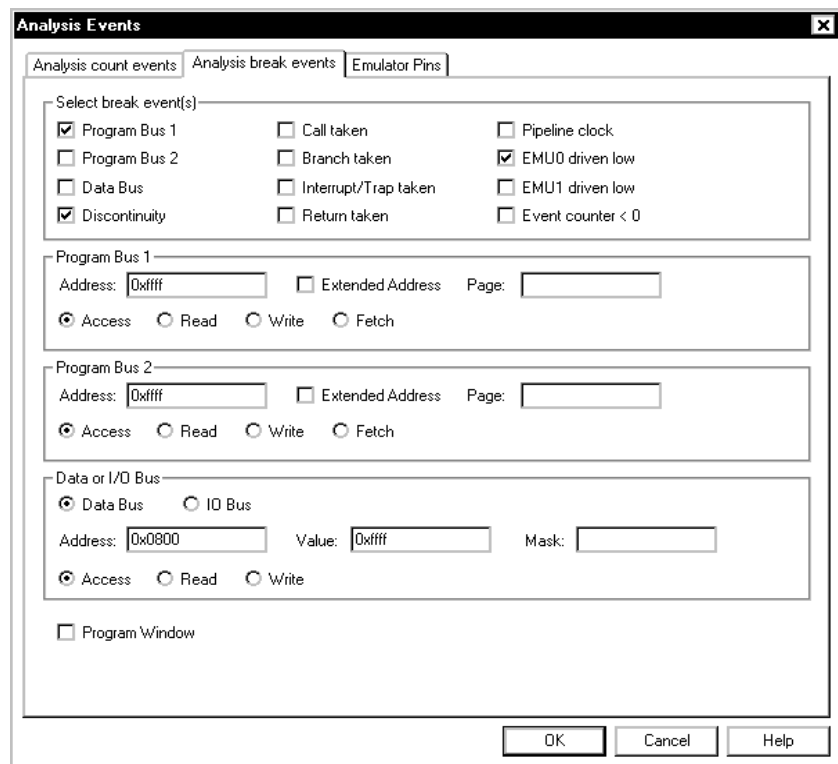 Analysis Events
Analysis count events Analysis break events Emulator Pins
Select break event(s)
Program Bus 1 Call taken Pipeline clock
Program Bus 2 Branch taken EMU0 driven low
Data Bus Interrupt/Trap taken EMU1 driven low
Discontinuity Return taken Event counter < 0
Program Bus 1
Address: 0xffff Extended Address Page:
Access Read Write Fetch
Program Bus 2
Address: 0xffff Extended Address Page:
Access Read Write Fetch
Data or I/O Bus
Data Bus IO Bus
Address: 0x0800 Value: 0xffff Mask:
Access Read Write
Program Window
OK Cancel Help